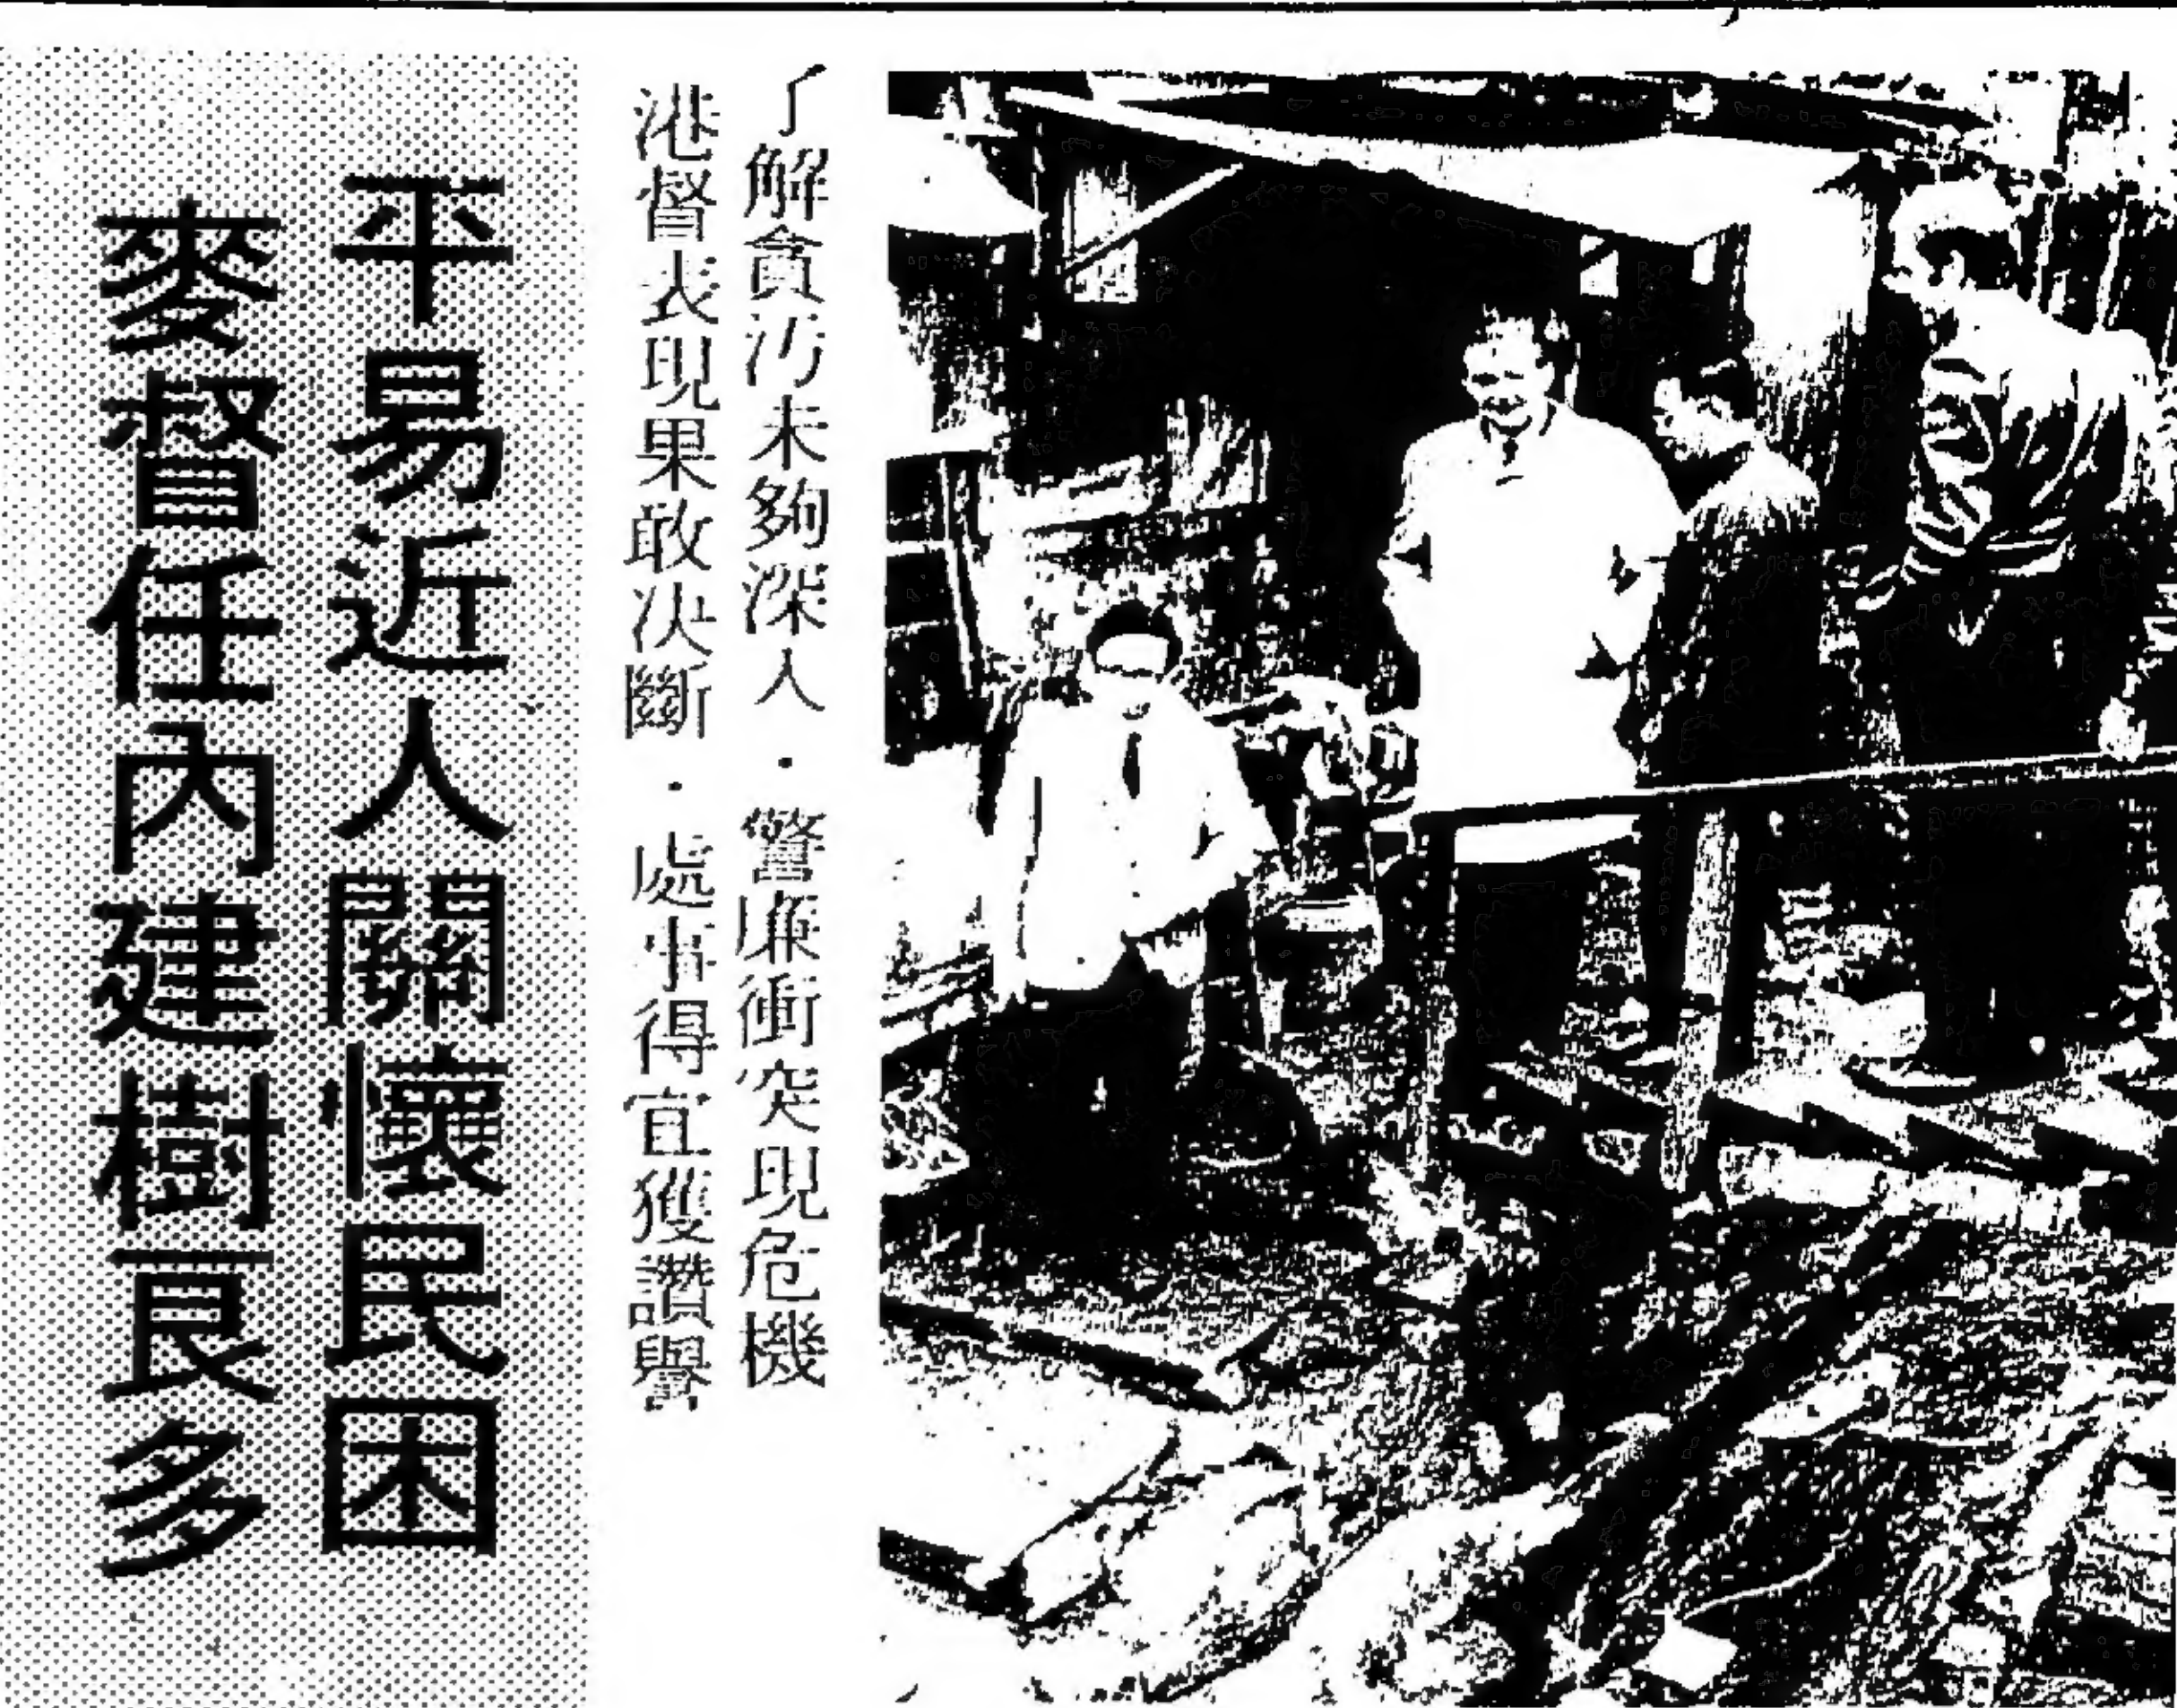 了解貪污未夠深入．警廉衝突現危機
港督表現果敢决斷．處事得宜獲讚譽
平易近人關懷民困
麥督任內建樹良多